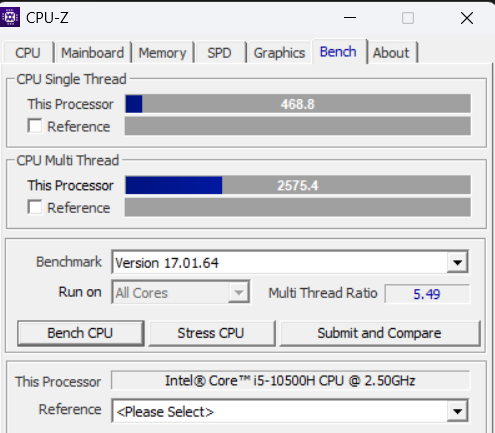 CPU-Z
CPU Mainboard Memory SPD Graphics Bench About
CPU Single Thread
This Processor 468.8
Reference
CPU Multi Thread
This Processor 2575.4
Reference
Benchmark Version 17.01.64
Run on All Cores Multi Thread Ratio 5.49
Bench CPU Stress CPU Submit and Compare
This Processor Intel® Core™ i5-10500H CPU @ 2.50GHz
Reference <Please Select>